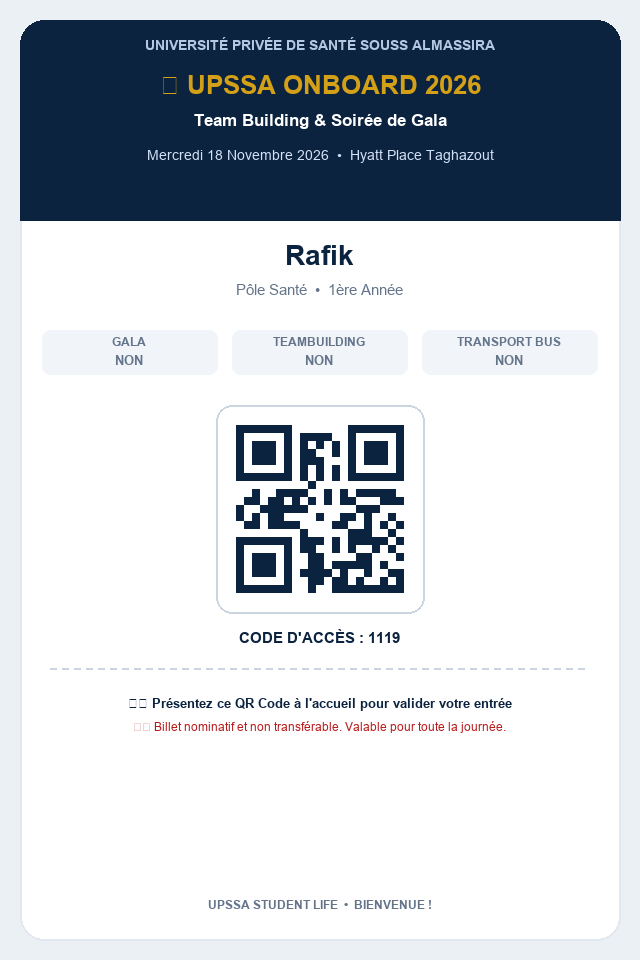 UNIVERSITÉ PRIVÉE DE SANTÉ SOUSS ALMASSIRA
UPSSA ONBOARD 2026
Team Building & Soirée de Gala
Mercredi 18 Novembre 2026 • Hyatt Place Taghazout
Rafik
Pôle Santé • 1ère Année
GALA
NON
TEAMBUILDING
NON
TRANSPORT BUS
NON
CODE D'ACCÈS : 1119
Présentez ce QR Code à l'accueil pour valider votre entrée
Billet nominatif et non transférable. Valable pour toute la journée.
UPSSA STUDENT LIFE • BIENVENUE !